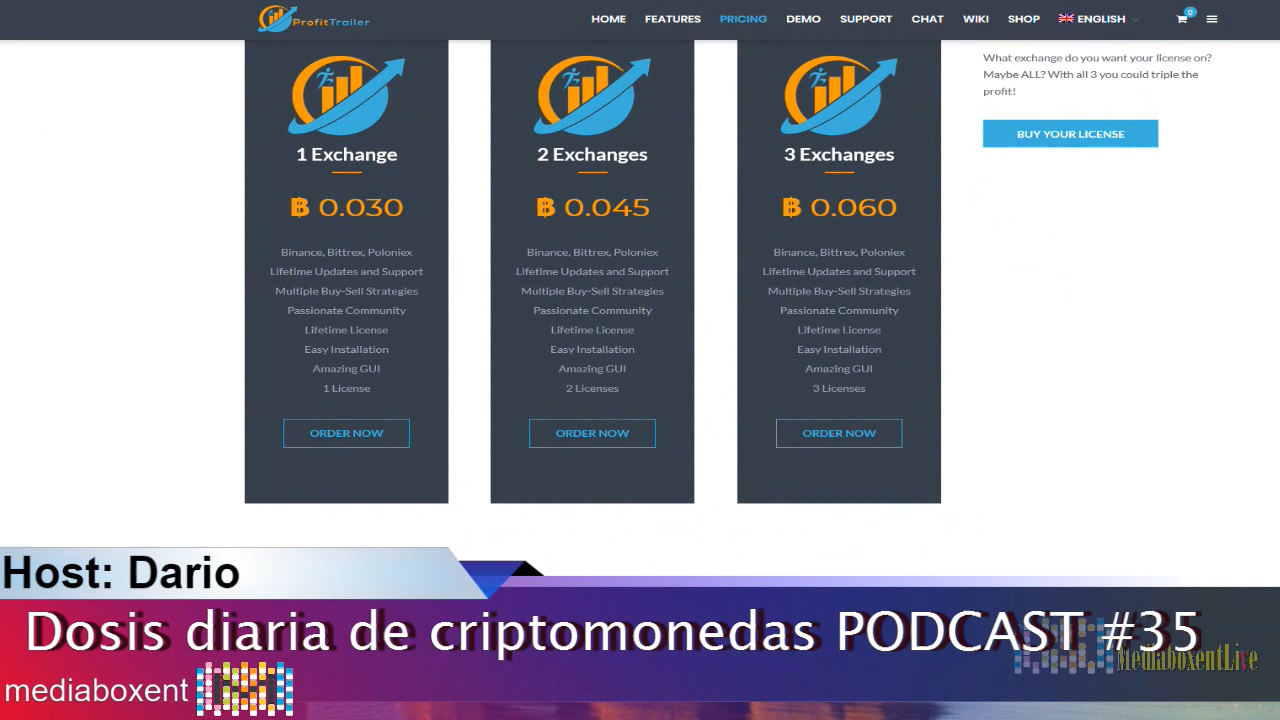 ProfitTrailer
HOME FEATURES PRICING DEMO SUPPORT CHAT WIKI SHOP ENGLISH 0
1 Exchange
฿ 0.030
Binance, Bittrex, Poloniex
Lifetime Updates and Support
Multiple Buy-Sell Strategies
Passionate Community
Lifetime License
Easy Installation
Amazing GUI
1 License
ORDER NOW
2 Exchanges
฿ 0.045
Binance, Bittrex, Poloniex
Lifetime Updates and Support
Multiple Buy-Sell Strategies
Passionate Community
Lifetime License
Easy Installation
Amazing GUI
2 Licenses
ORDER NOW
3 Exchanges
฿ 0.060
Binance, Bittrex, Poloniex
Lifetime Updates and Support
Multiple Buy-Sell Strategies
Passionate Community
Lifetime License
Easy Installation
Amazing GUI
3 Licenses
ORDER NOW
What exchange do you want your license on?
Maybe ALL? With all 3 you could triple the
profit!
BUY YOUR LICENSE
Host: Dario
Dosis diaria de criptomonedas PODCAST #35
MediaboxentLive
mediaboxent